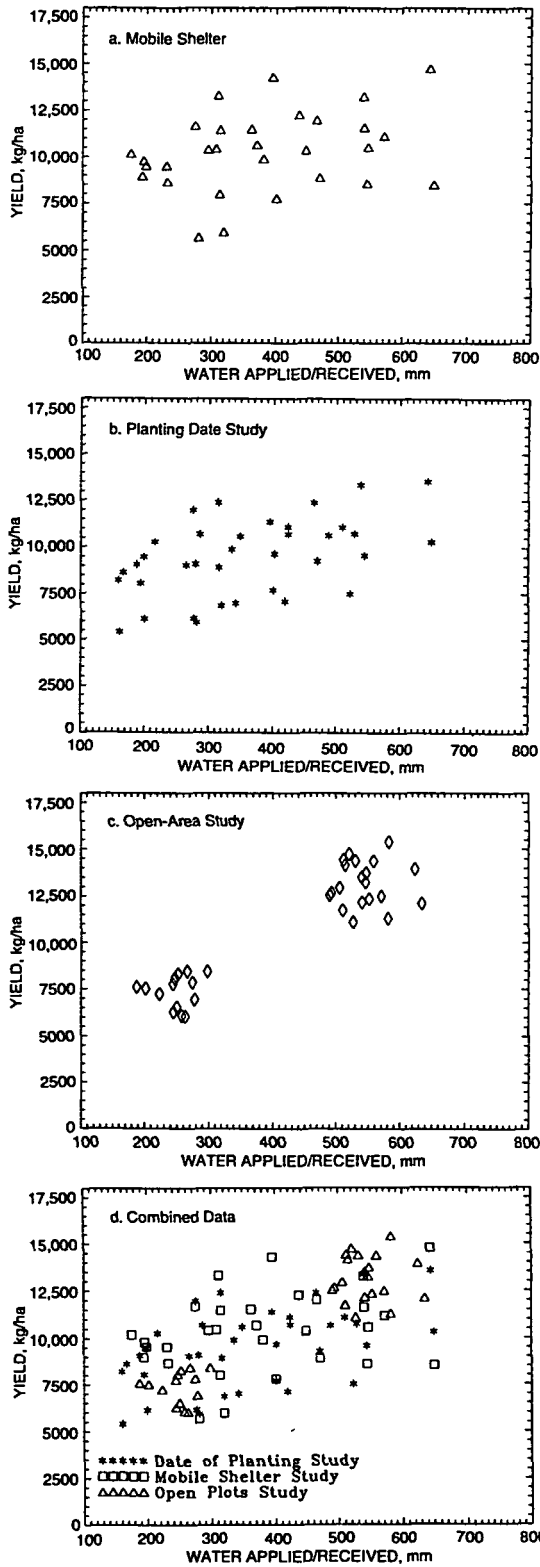 17,500
a. Mobile Shelter
15,000
12,500
10,000
7500
5000
2500
0
YIELD, kg/ha
100 200 300 400 500 600 700 800
WATER APPLIED/RECEIVED, mm
17,500
b. Planting Date Study
15,000
12,500
10,000
7500
5000
2500
0
YIELD, kg/ha
100 200 300 400 500 600 700 800
WATER APPLIED/RECEIVED, mm
17,500
c. Open-Area Study
15,000
12,500
10,000
7500
5000
2500
0
YIELD, kg/ha
100 200 300 400 500 600 700 800
WATER APPLIED/RECEIVED, mm
17,500
d. Combined Data
15,000
12,500
10,000
7500
5000
2500
0
YIELD, kg/ha
Date of Planting Study
Mobile Shelter Study
Open Plots Study
100 200 300 400 500 600 700 800
WATER APPLIED/RECEIVED, mm